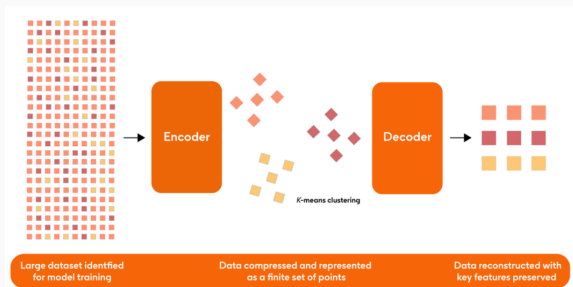 Encoder
Decoder
K-means clustering
Large dataset identfied
for model training
Data compressed and represented
as a finite set of points
Data reconstructed with
key features preserved